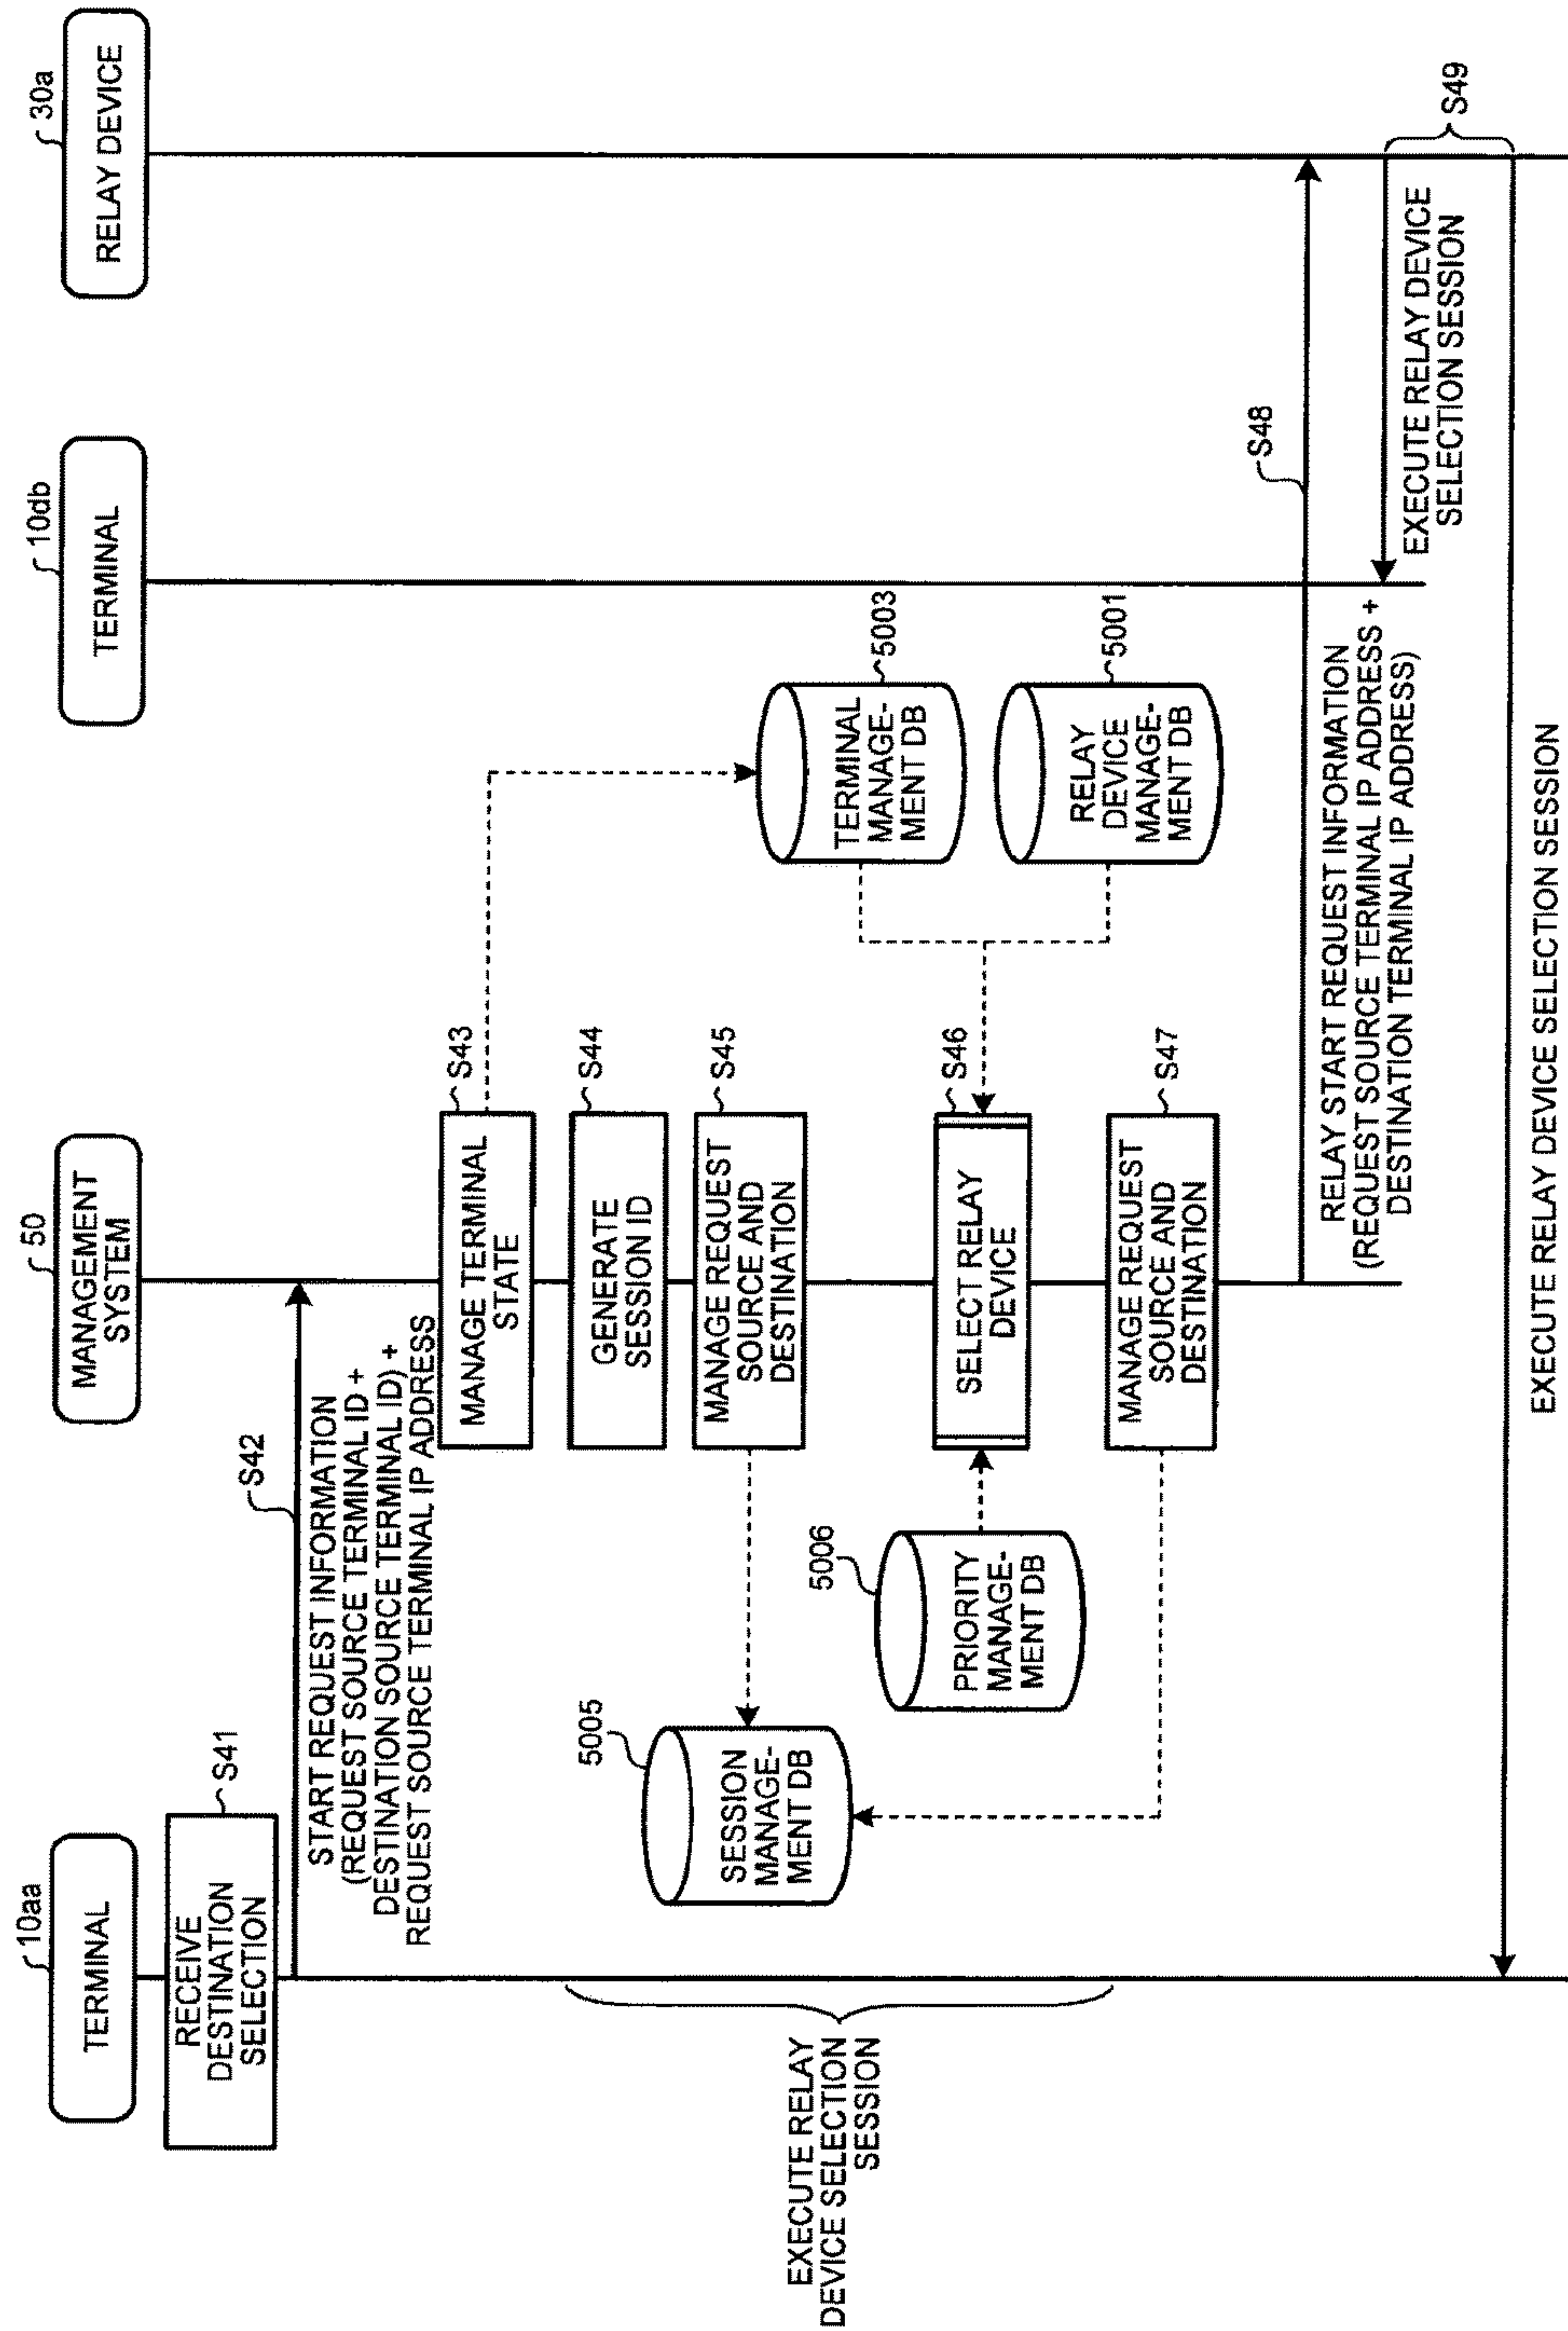 10aa
TERMINAL
50
MANAGEMENT
SYSTEM
10db
TERMINAL
30a
RELAY DEVICE
RECEIVE
DESTINATION
SELECTION
S41
S42
START REQUEST INFORMATION
(REQUEST SOURCE TERMINAL ID +
DESTINATION SOURCE TERMINAL ID) +
REQUEST SOURCE TERMINAL IP ADDRESS
MANAGE TERMINAL
STATE
S43
GENERATE
SESSION ID
S44
MANAGE REQUEST
SOURCE AND
DESTINATION
S45
5005
SESSION
MANAGE-
MENT DB
5003
TERMINAL
MANAGE-
MENT DB
5006
PRIORITY
MANAGE-
MENT DB
SELECT RELAY
DEVICE
S46
5001
RELAY
DEVICE
MANAGE-
MENT DB
EXECUTE RELAY
DEVICE SELECTION
SESSION
MANAGE REQUEST
SOURCE AND
DESTINATION
S47
S48
RELAY START REQUEST INFORMATION
(REQUEST SOURCE TERMINAL IP ADDRESS +
DESTINATION TERMINAL IP ADDRESS)
EXECUTE RELAY DEVICE
SELECTION SESSION
S49
EXECUTE RELAY DEVICE SELECTION SESSION